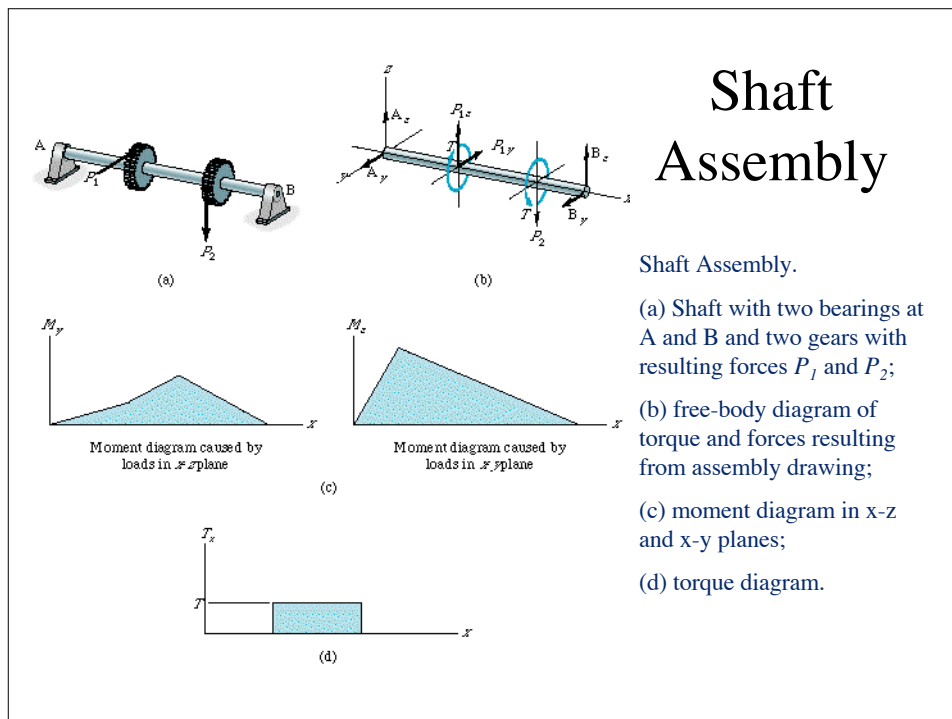 Shaft
Assembly
A
P1
B
P2
(a)
z
Az
P1z
T
P1y
Bz
y
Ay
x
T
P2
By
(b)
Shaft Assembly.
(a) Shaft with two bearings at
A and B and two gears with
resulting forces P1 and P2;
(b) free-body diagram of
torque and forces resulting
from assembly drawing;
(c) moment diagram in x-z
and x-y planes;
(d) torque diagram.
My
x
Moment diagram caused by
loads in x-z plane
Mz
x
Moment diagram caused by
loads in x-y plane
(c)
Tx
T
x
(d)